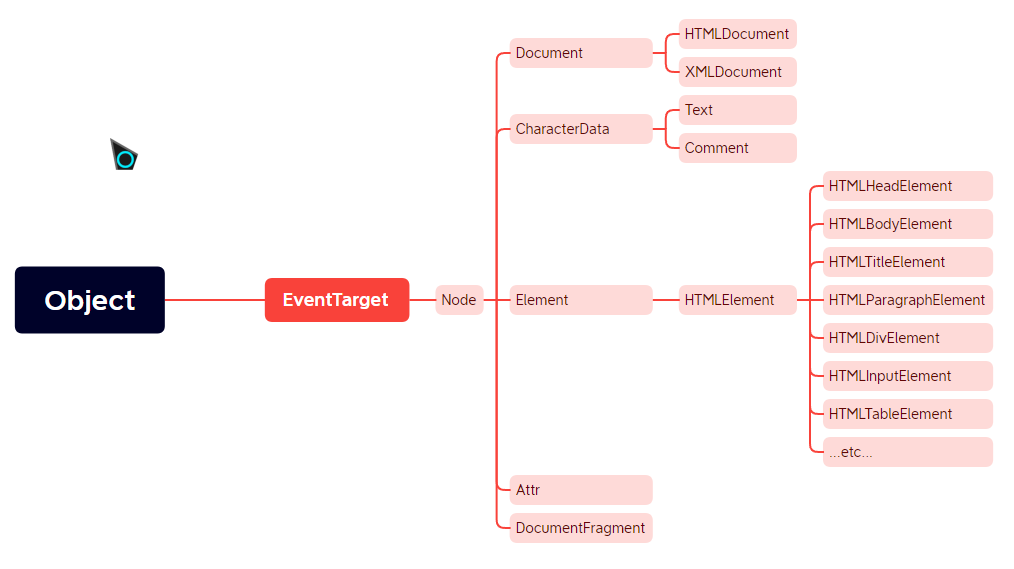 Object
EventTarget
Node
Document
HTMLDocument
XMLDocument
CharacterData
Text
Comment
Element
HTMLElement
HTMLHeadElement
HTMLBodyElement
HTMLTitleElement
HTMLParagraphElement
HTMLDivElement
HTMLInputElement
HTMLTableElement
...etc...
Attr
DocumentFragment